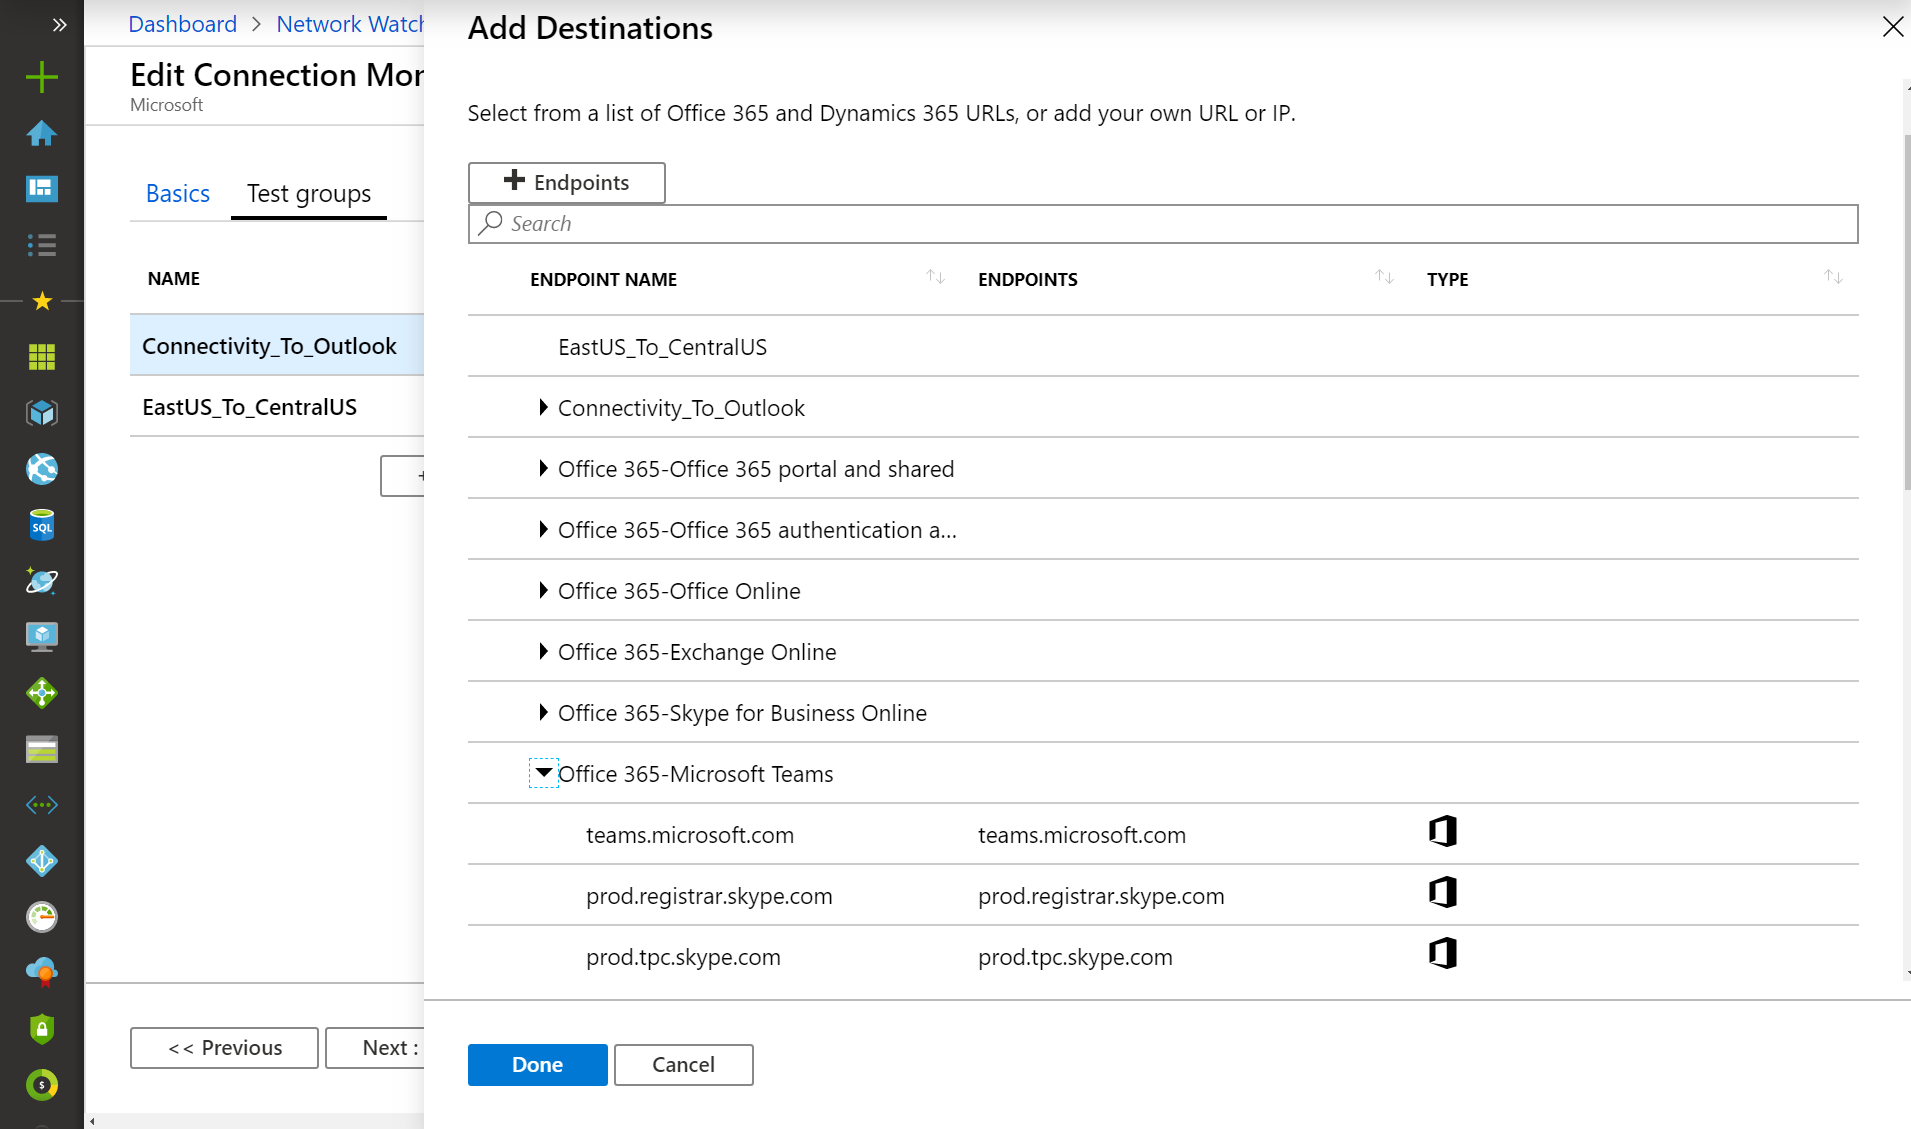 Dashboard > Network Watch
Edit Connection Mon
Microsoft
Basics
Test groups
NAME
Connectivity_To_Outlook
EastUS_To_CentralUS
+
<< Previous
Next :
SQL
$
Add Destinations
Select from a list of Office 365 and Dynamics 365 URLs, or add your own URL or IP.
+ Endpoints
Search
ENDPOINT NAME
ENDPOINTS
TYPE
EastUS_To_CentralUS
Connectivity_To_Outlook
Office 365-Office 365 portal and shared
Office 365-Office 365 authentication a...
Office 365-Office Online
Office 365-Exchange Online
Office 365-Skype for Business Online
Office 365-Microsoft Teams
teams.microsoft.com teams.microsoft.com
prod.registrar.skype.com prod.registrar.skype.com
prod.tpc.skype.com prod.tpc.skype.com
Done
Cancel